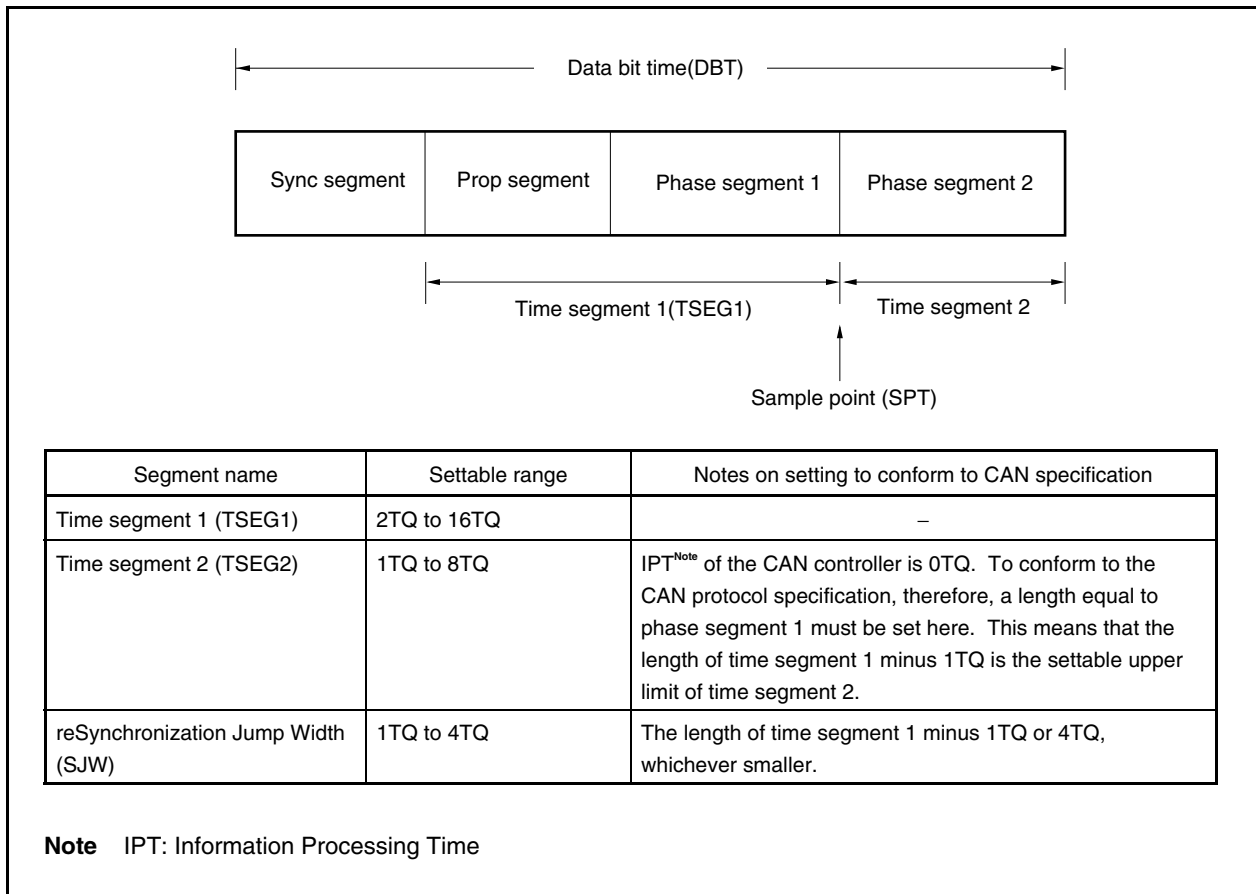 Data bit time(DBT)
Sync segment
Prop segment
Phase segment 1
Phase segment 2
Time segment 1(TSEG1)
Time segment 2
Sample point (SPT)
Segment name
Settable range
Notes on setting to conform to CAN specification
Time segment 1 (TSEG1)
2TQ to 16TQ
–
Time segment 2 (TSEG2)
1TQ to 8TQ
IPTNote of the CAN controller is 0TQ. To conform to the
CAN protocol specification, therefore, a length equal to
phase segment 1 must be set here. This means that the
length of time segment 1 minus 1TQ is the settable upper
limit of time segment 2.
reSynchronization Jump Width
(SJW)
1TQ to 4TQ
The length of time segment 1 minus 1TQ or 4TQ,
whichever smaller.
Note IPT: Information Processing Time